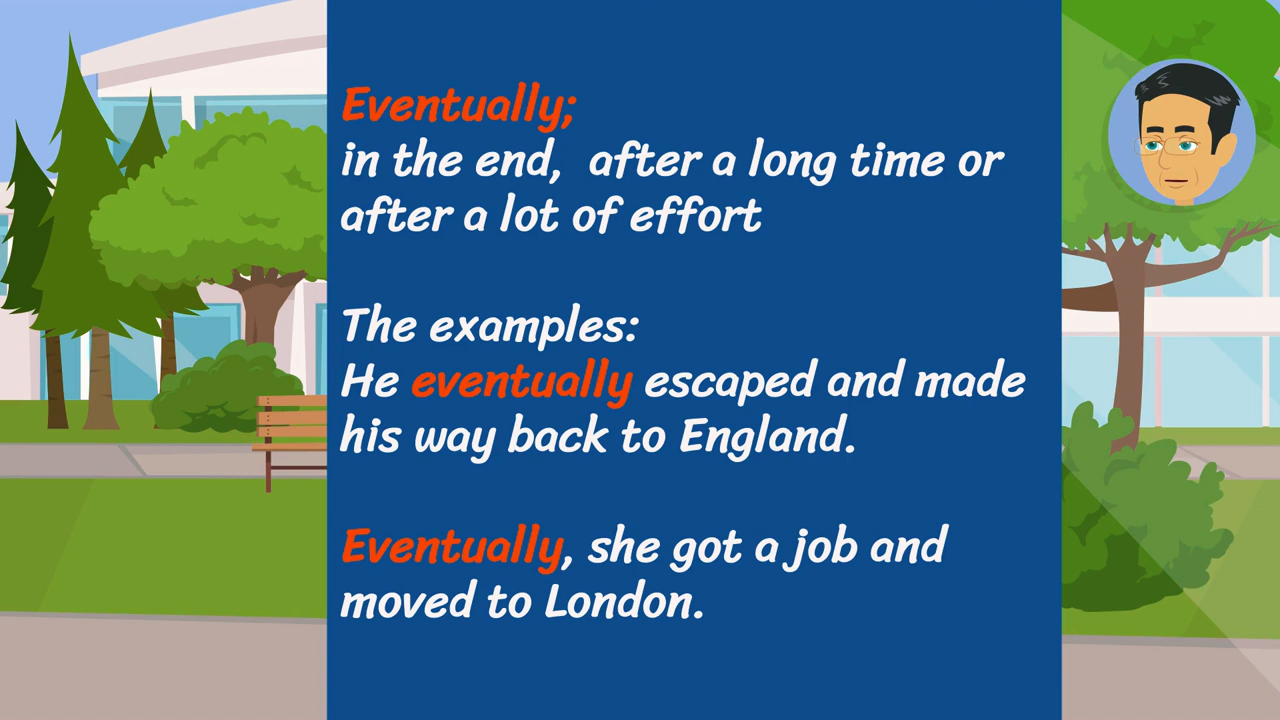 Eventually;
in the end, after a long time or
after a lot of effort
The examples:
He eventually escaped and made
his way back to England.
Eventually, she got a job and
moved to London.